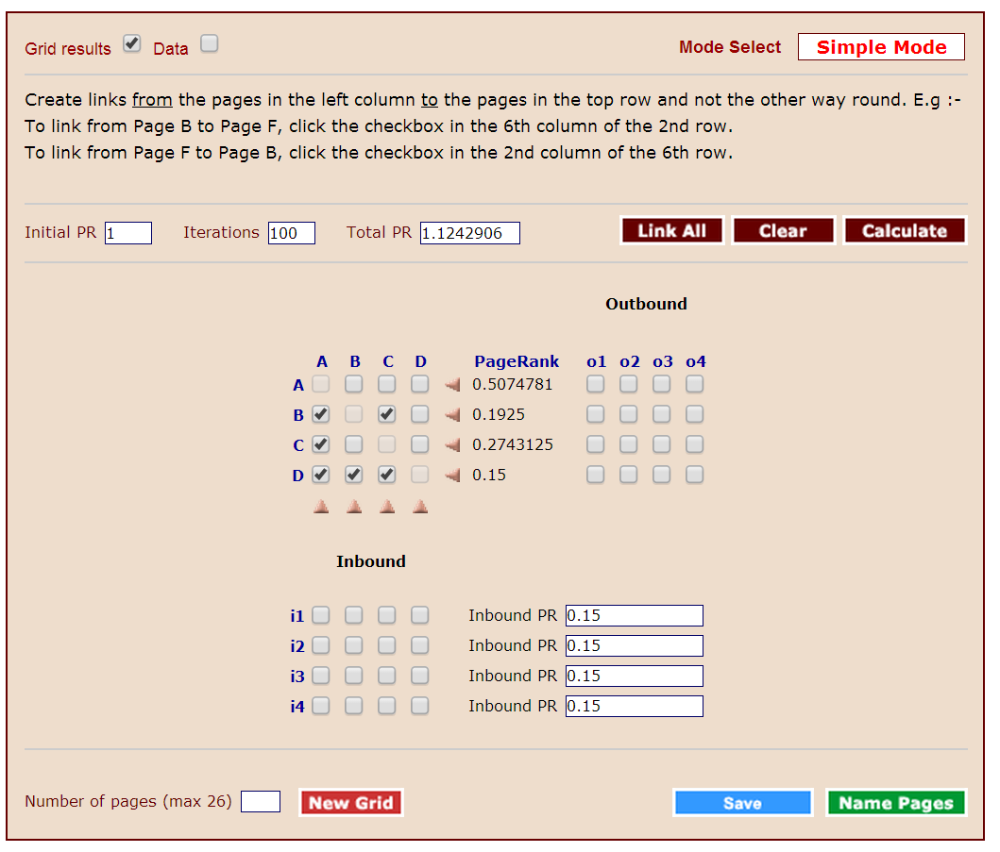 Grid results Data Mode Select Simple Mode
Create links from the pages in the left column to the pages in the top row and not the other way round. E.g :-
To link from Page B to Page F, click the checkbox in the 6th column of the 2nd row.
To link from Page F to Page B, click the checkbox in the 2nd column of the 6th row.
Initial PR 1 Iterations 100 Total PR 1.1242906 Link All Clear Calculate
Outbound
A B C D PageRank o1 o2 o3 o4
A 0.5074781
B 0.1925
C 0.2743125
D 0.15
Inbound
i1 Inbound PR 0.15
i2 Inbound PR 0.15
i3 Inbound PR 0.15
i4 Inbound PR 0.15
Number of pages (max 26) New Grid Save Name Pages